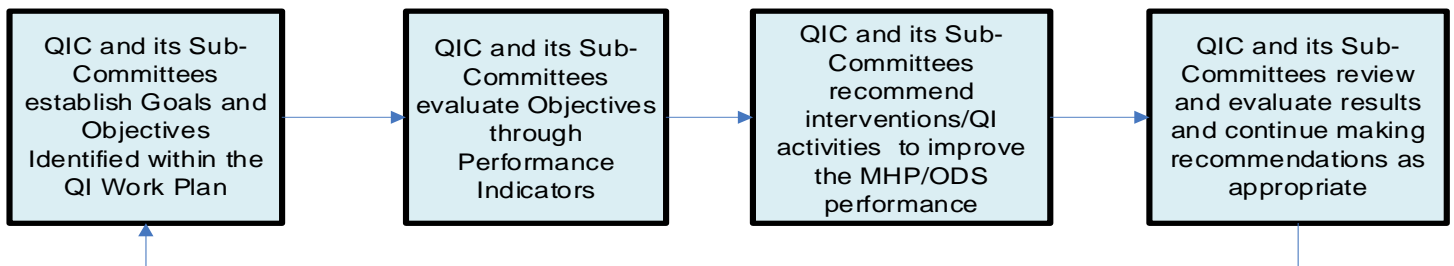 QIC and its Sub-
Committees
establish Goals and
Objectives
Identified within the
QI Work Plan
QIC and its Sub-
Committees
evaluate Objectives
through
Performance
Indicators
QIC and its Sub-
Committees
recommend
interventions/QI
activities to improve
the MHP/ODS
performance
QIC and its Sub-
Committees review
and evaluate results
and continue making
recommendations as
appropriate